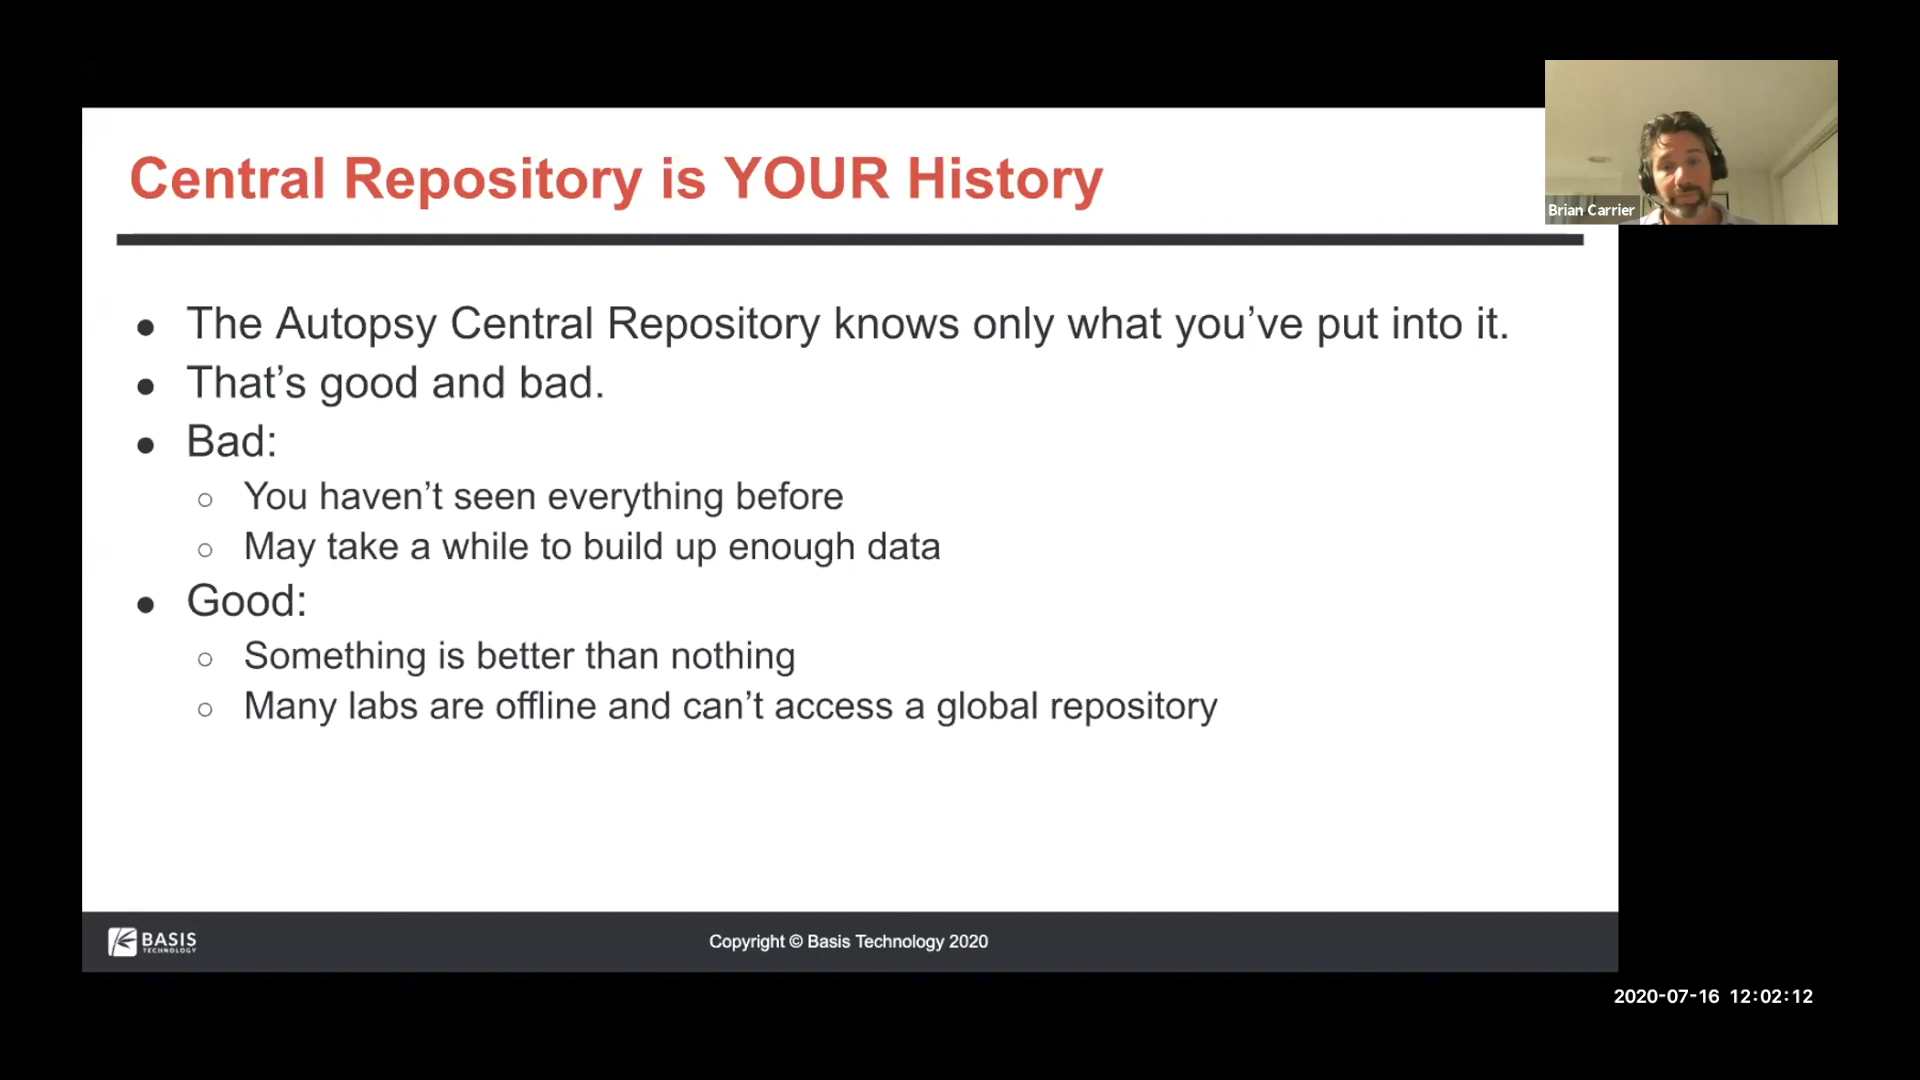 Central Repository is YOUR History
Brian Carrier
● The Autopsy Central Repository knows only what you’ve put into it.
● That’s good and bad.
● Bad:
○ You haven’t seen everything before
○ May take a while to build up enough data
● Good:
○ Something is better than nothing
○ Many labs are offline and can’t access a global repository
BASIS
TECHNOLOGY
Copyright © Basis Technology 2020
2020-07-16 12:02:12